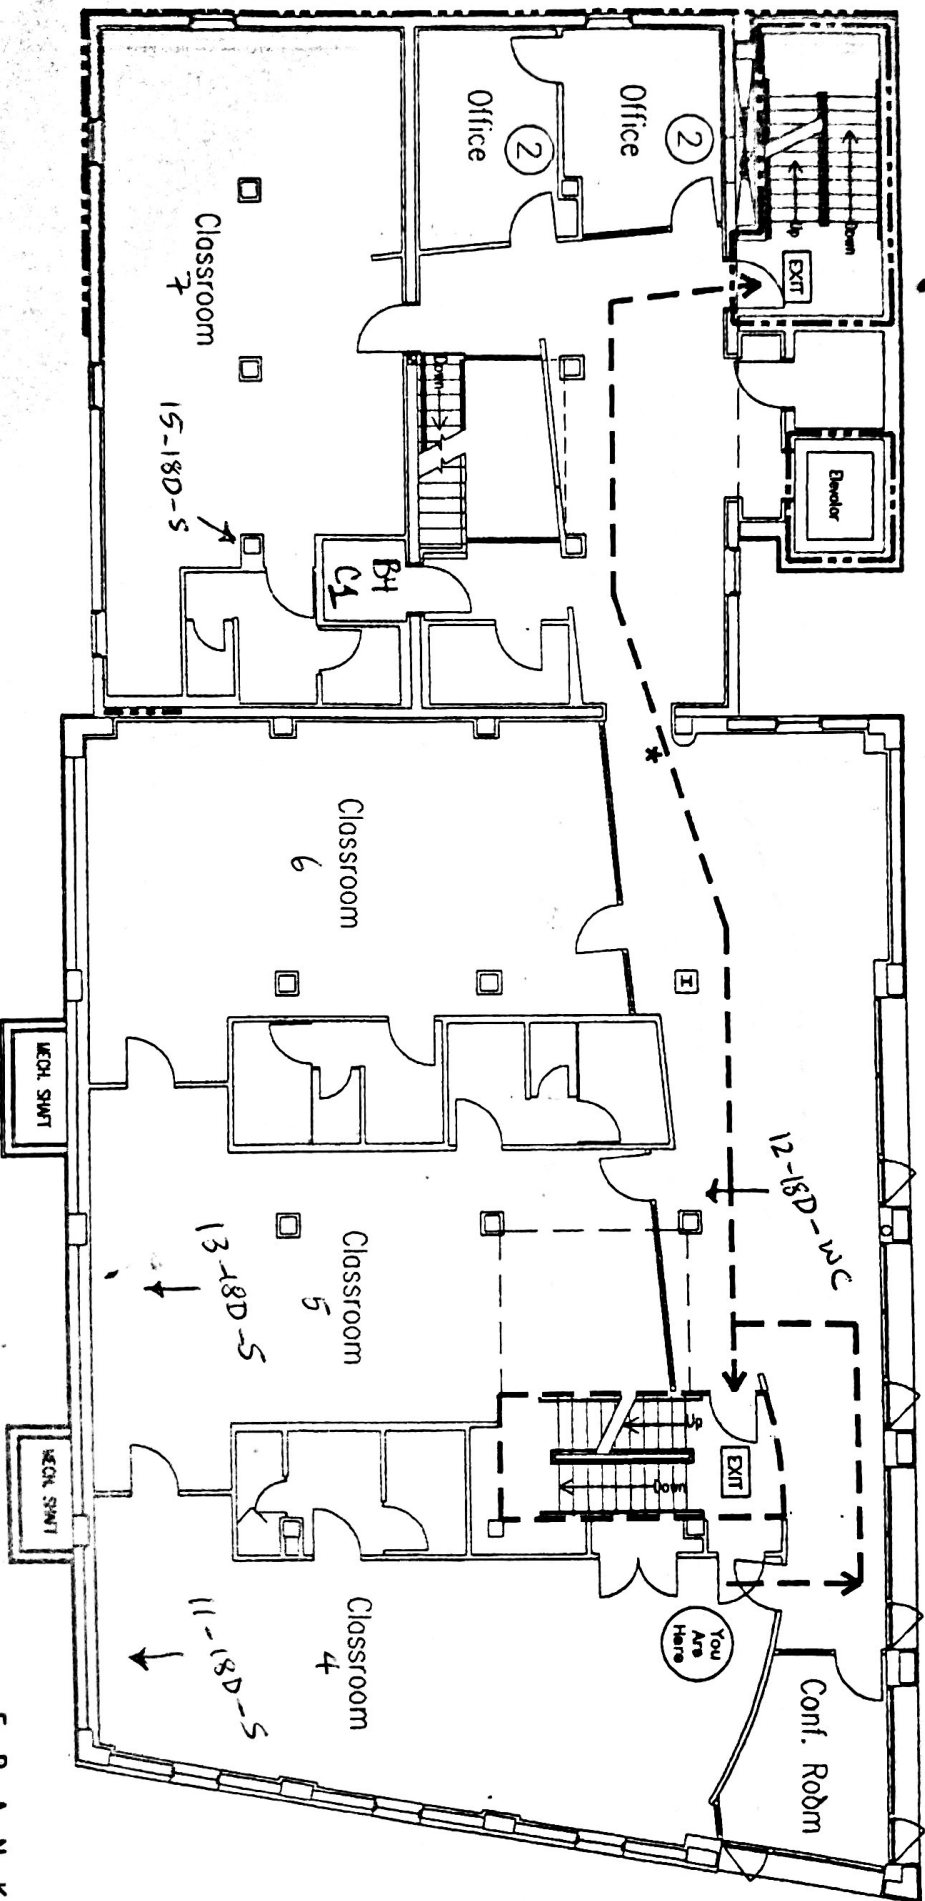 Down
Up
EXIT
Elevator
Office
2
Office
2
Classroom
7
Down
15-18D-S
BH
C1
*
Classroom
6
MECH. SHAFT
H
12-18D-WC
Classroom
5
13-18D-S
Up
Down
EXIT
MECH. SHAFT
You
Are
Here
Classroom
4
11-18D-S
Conf. Room
F R A N K